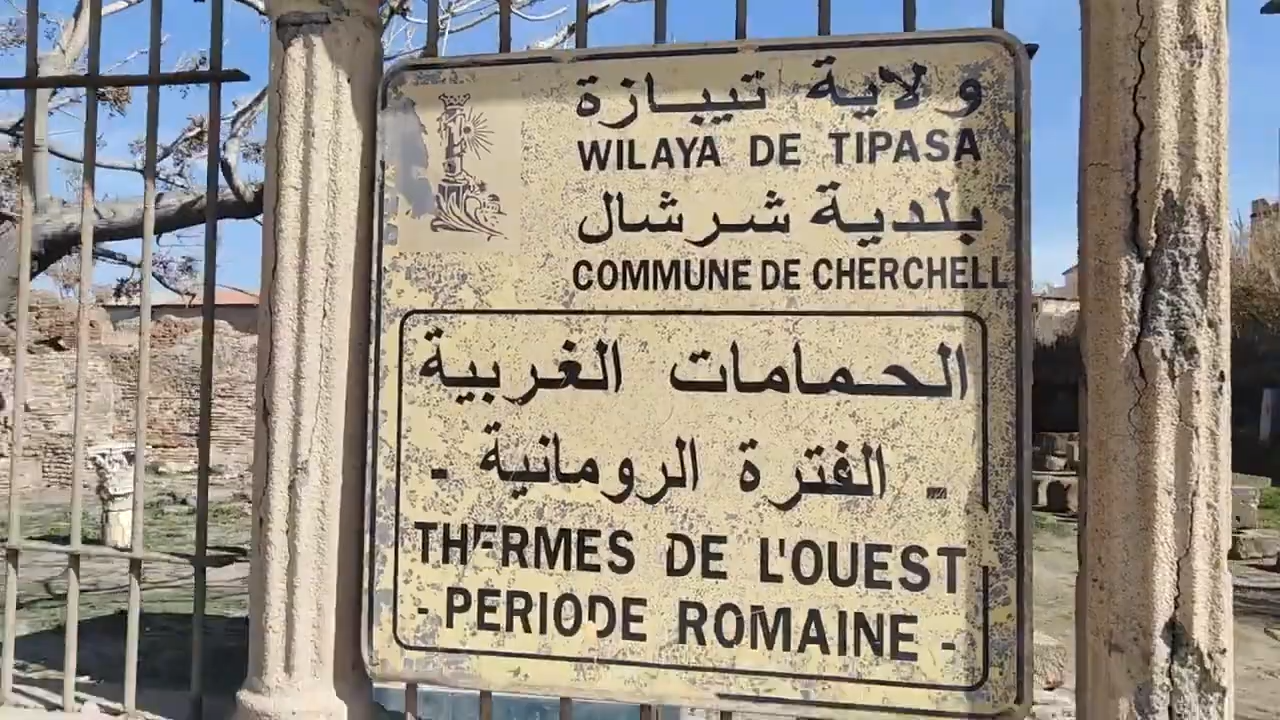 ولاية تيبازة
WILAYA DE TIPASA
بلدية شرشال
COMMUNE DE CHERCHELL
الحمامات الغربية
- الفترة الرومانية -
THERMES DE L'OUEST
- PERIODE ROMAINE -